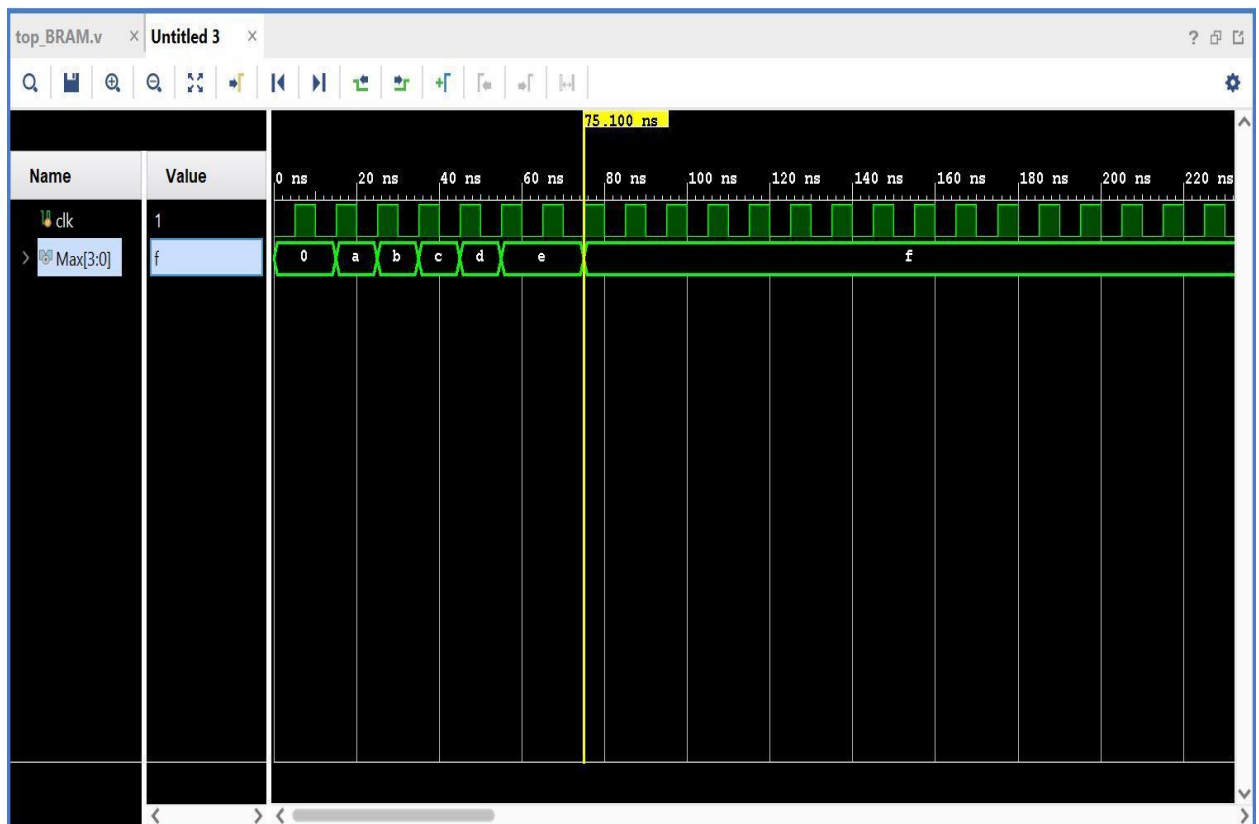 top_BRAM.v × Untitled 3 ×
?
75.100 ns
Name Value 0 ns 20 ns 40 ns 60 ns 80 ns 100 ns 120 ns 140 ns 160 ns 180 ns 200 ns 220 ns
clk 1
> Max[3:0] f 0 a b c d e f